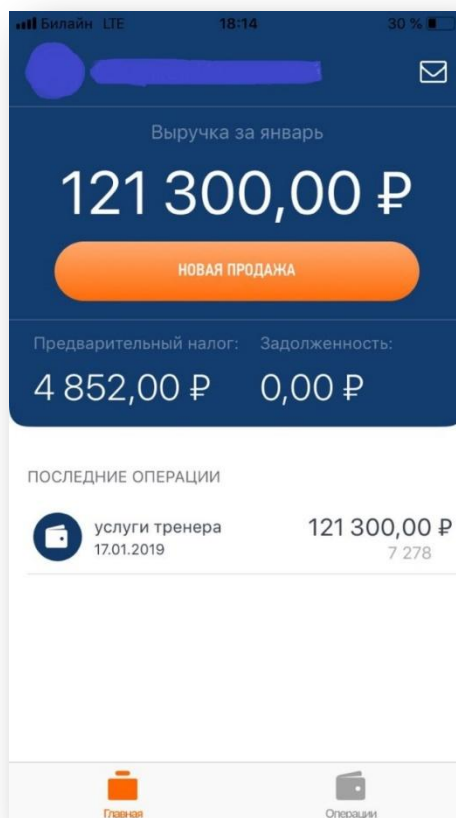 Билайн LTE 18:14 30 %
Выручка за январь
121 300,00 ₽
НОВАЯ ПРОДАЖА
Предварительный налог: Задолженность:
4 852,00 ₽ 0,00 ₽
ПОСЛЕДНИЕ ОПЕРАЦИИ
услуги тренера 121 300,00 ₽
17.01.2019 7 278
Главная Операции